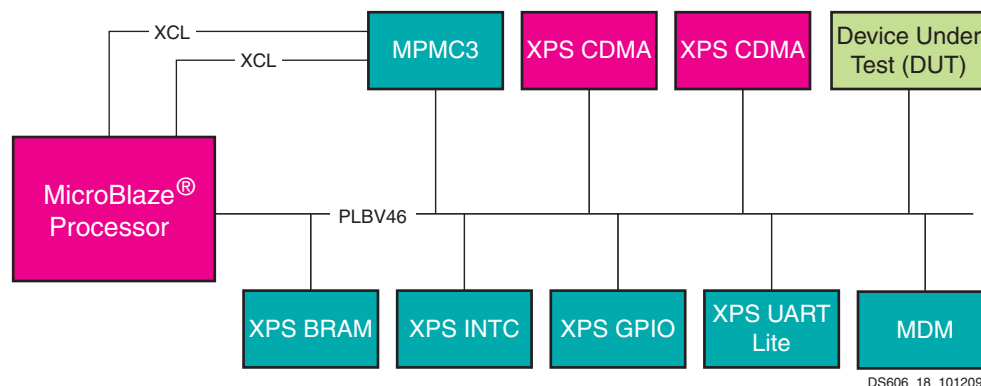 XCL
XCL
MPMC3
XPS CDMA
XPS CDMA
Device Under
Test (DUT)
MicroBlaze®
Processor
PLBV46
XPS BRAM
XPS INTC
XPS GPIO
XPS UART
Lite
MDM
DS606_18_101209